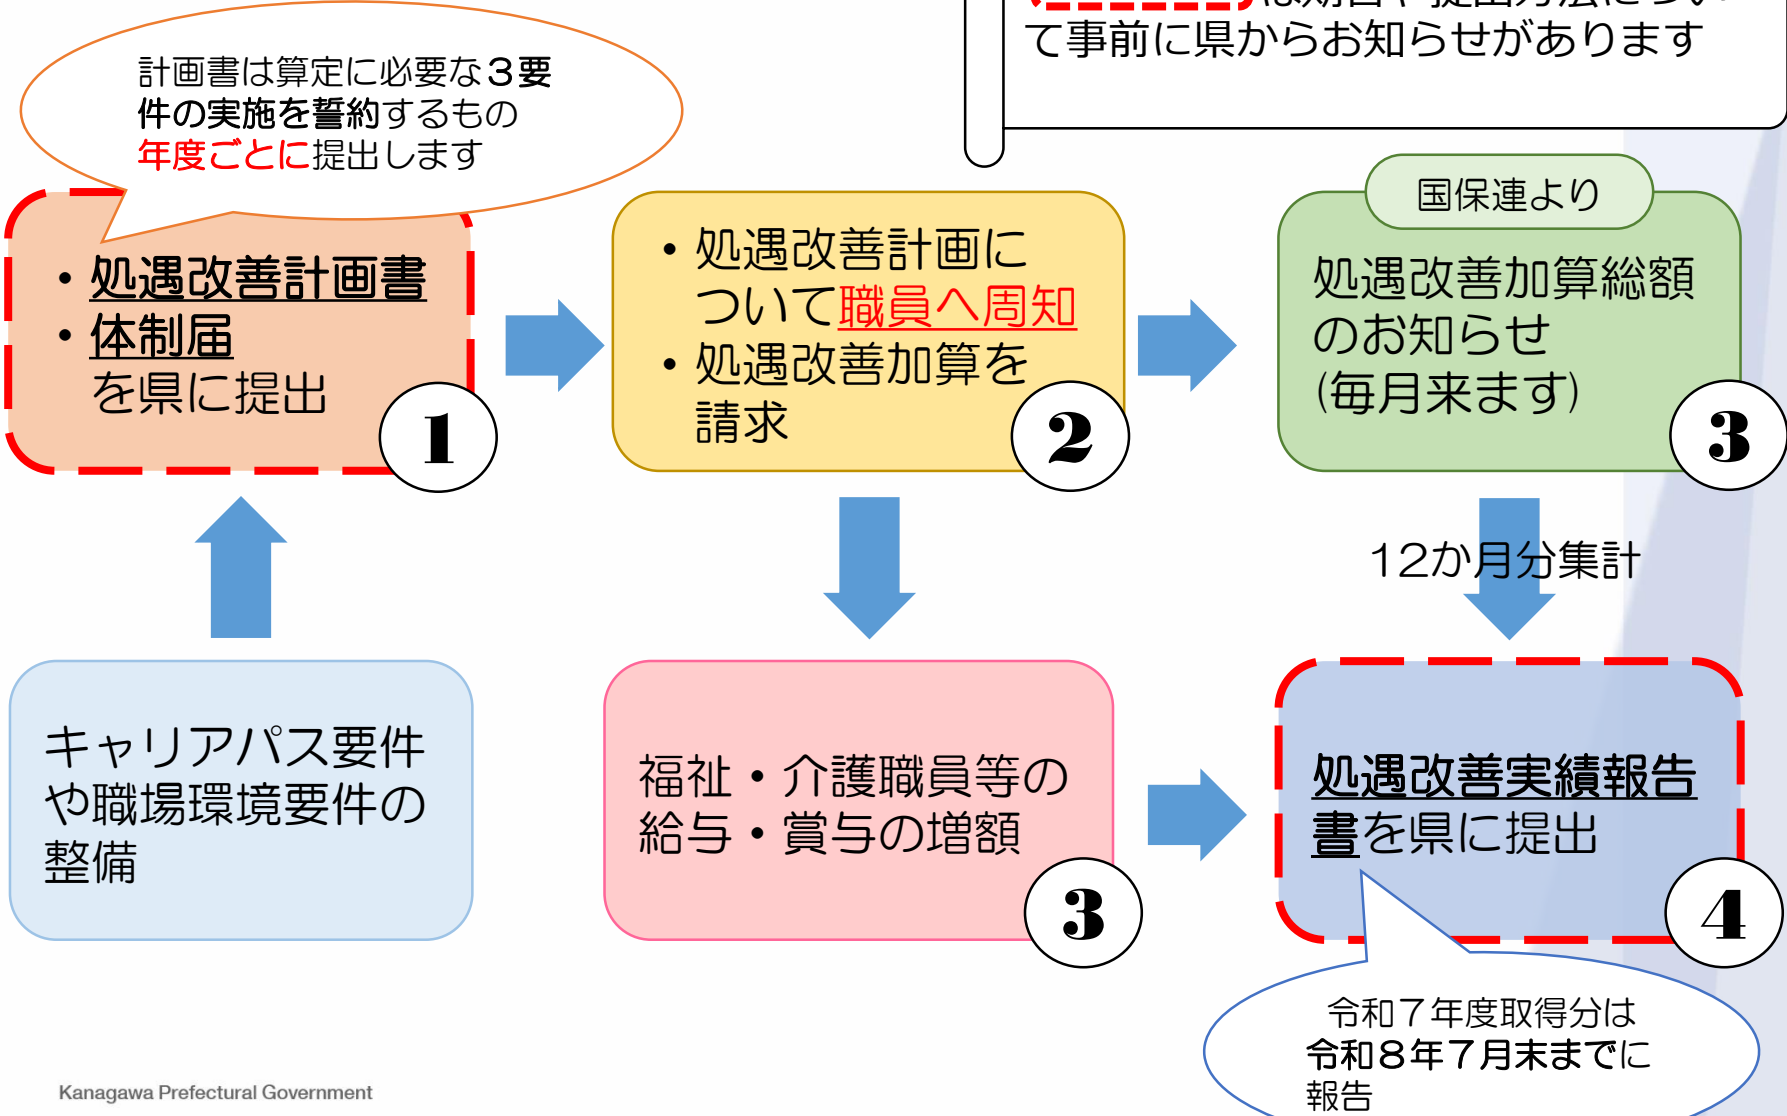 て事前に県からお知らせがあります
計画書は算定に必要な３要
件の実施を誓約するもの
年度ごとに提出します
・処遇改善計画書
・体制届
を県に提出
1
・処遇改善計画に
ついて職員へ周知
・処遇改善加算を
請求
2
国保連より
処遇改善加算総額
のお知らせ
(毎月来ます)
3
12か月分集計
キャリアパス要件
や職場環境要件の
整備
福祉・介護職員等の
給与・賞与の増額
3
処遇改善実績報告
書を県に提出
4
令和７年度取得分は
令和８年７月末までに
報告
Kanagawa Prefectural Government